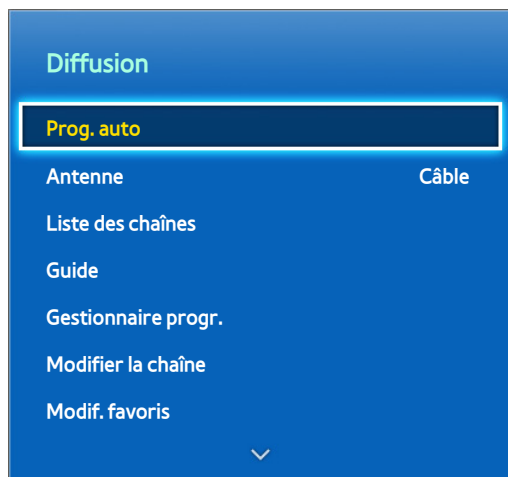 Diffusion
Prog. auto
Antenne Câble
Liste des chaînes
Guide
Gestionnaire progr.
Modifier la chaîne
Modif. favoris